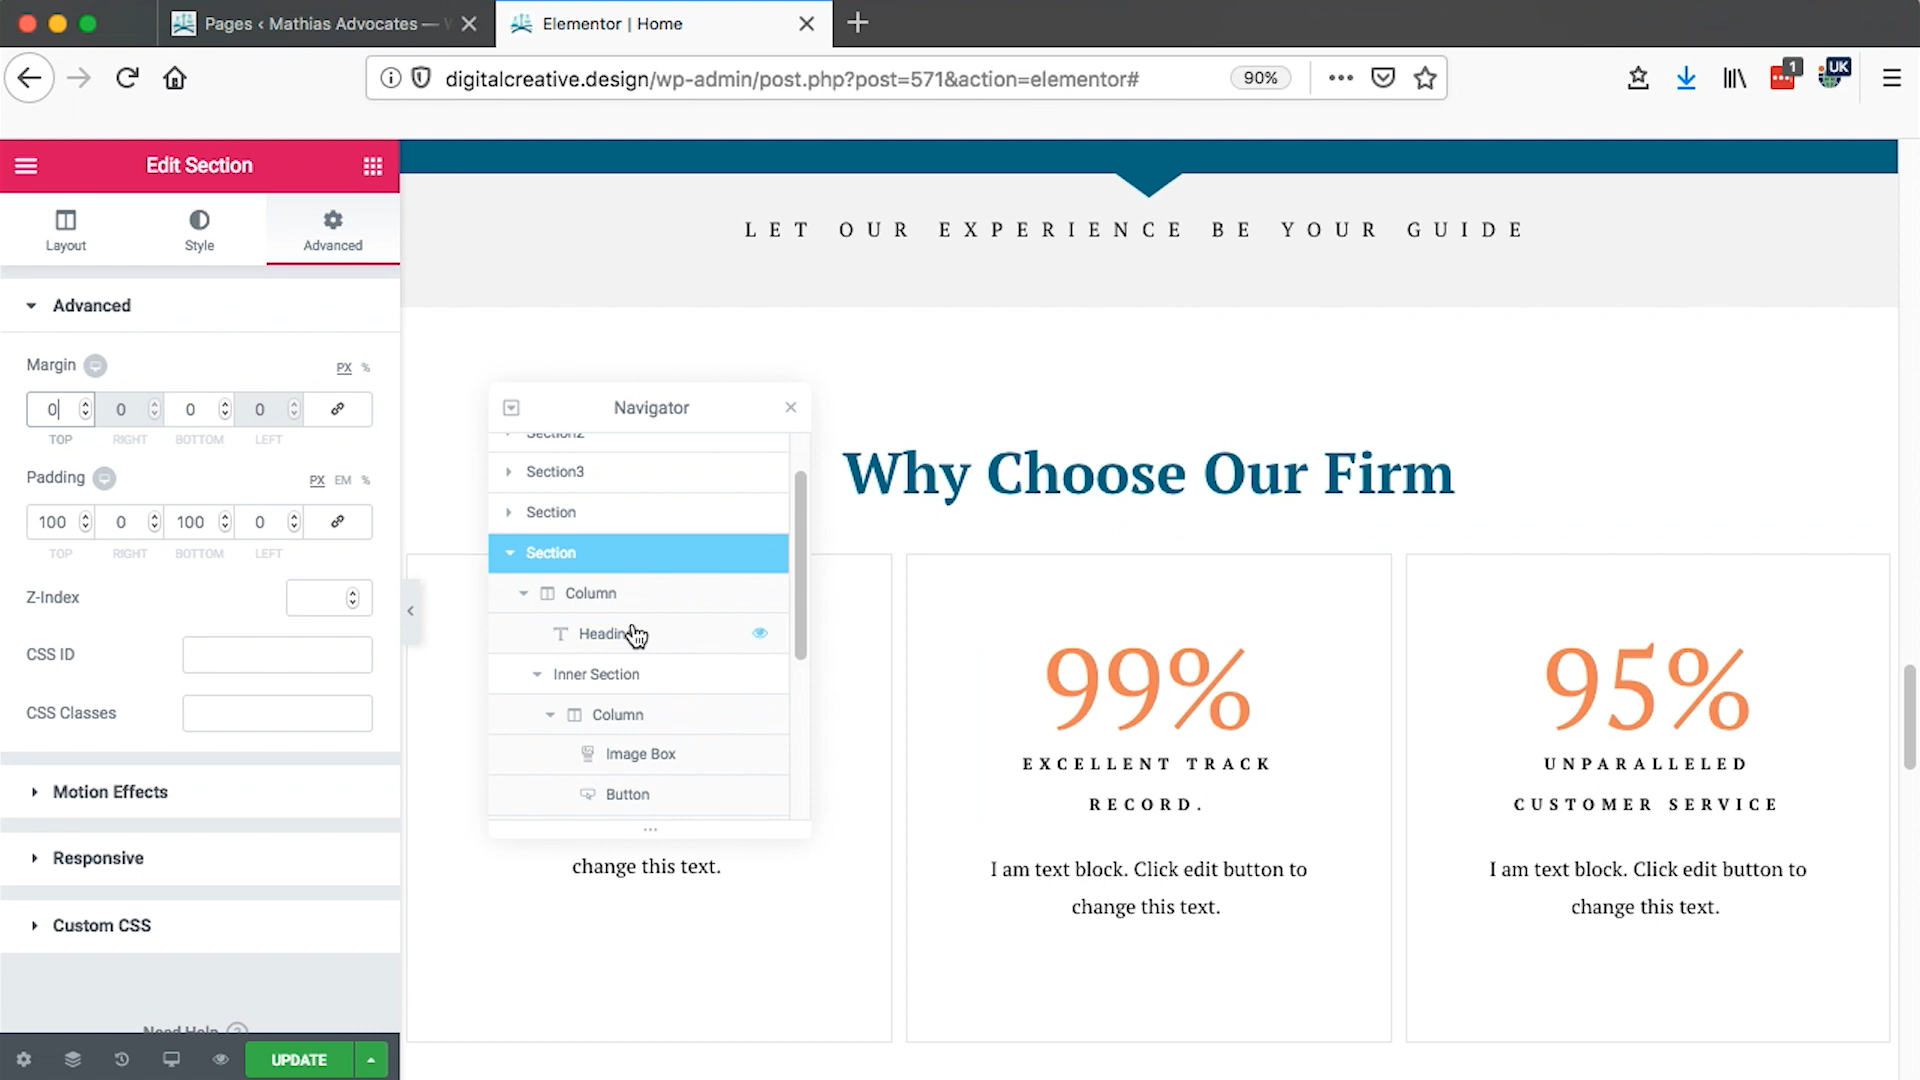 Pages ‹ Mathias Advocates —
Elementor | Home
digitalcreative.design/wp-admin/post.php?post=571&action=elementor#
90%
1
UK
Edit Section
Layout
Style
Advanced
Advanced
Margin
PX %
0 0 0 0
TOP RIGHT BOTTOM LEFT
Padding
PX EM %
100 0 100 0
TOP RIGHT BOTTOM LEFT
Z-Index
CSS ID
CSS Classes
Motion Effects
Responsive
Custom CSS
Need Help ?
UPDATE
LET OUR EXPERIENCE BE YOUR GUIDE
Why Choose Our Firm
Navigator
Section2
Section3
Section
Section
Column
Heading
Inner Section
Column
Image Box
Button
change this text.
99%
EXCELLENT TRACK
RECORD.
I am text block. Click edit button to
change this text.
95%
UNPARALLELED
CUSTOMER SERVICE
I am text block. Click edit button to
change this text.